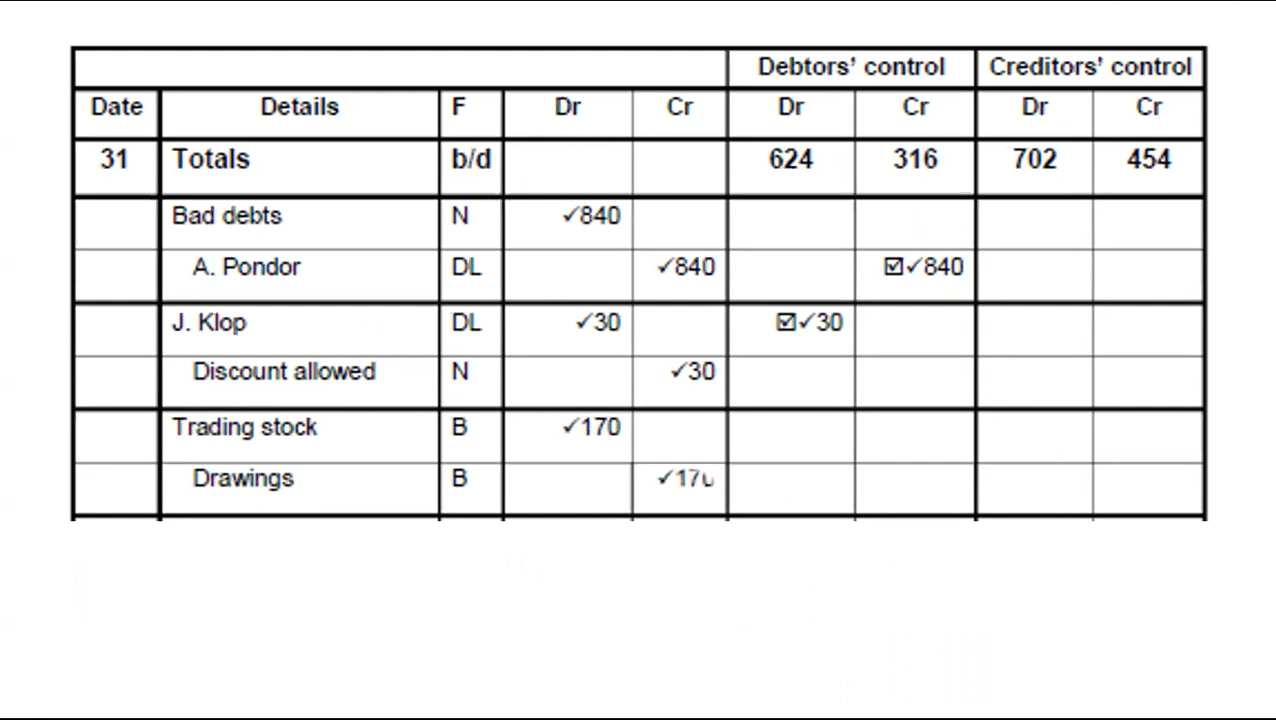 Debtors' control Creditors' control
Date Details F Dr Cr Dr Cr Dr Cr
31 Totals b/d 624 316 702 454
Bad debts N ✓840
A. Pondor DL ✓840 ☑✓840
J. Klop DL ✓30 ☑✓30
Discount allowed N ✓30
Trading stock B ✓170
Drawings B ✓170